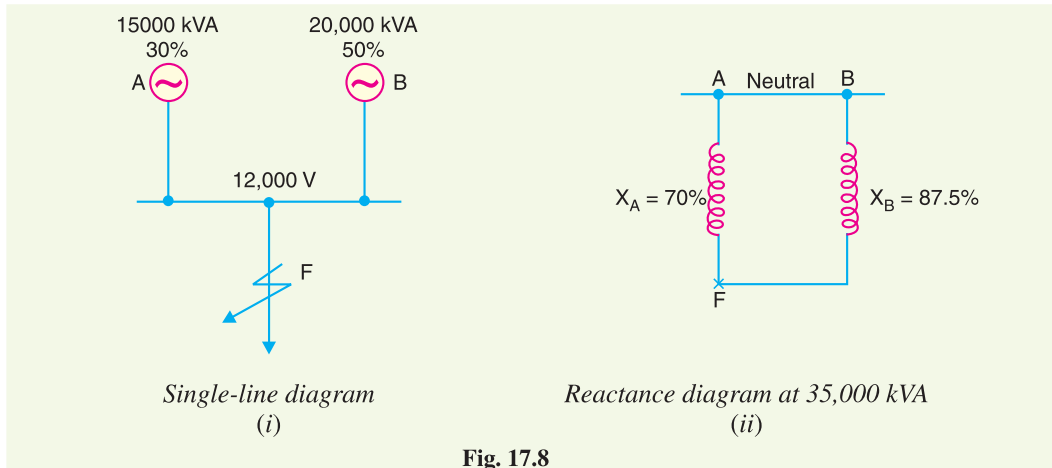 15000 kVA
30%
A
20,000 kVA
50%
B
12,000 V
F
Single-line diagram
(i)
A Neutral B
X_A = 70%
X_B = 87.5%
F
Reactance diagram at 35,000 kVA
(ii)
Fig. 17.8